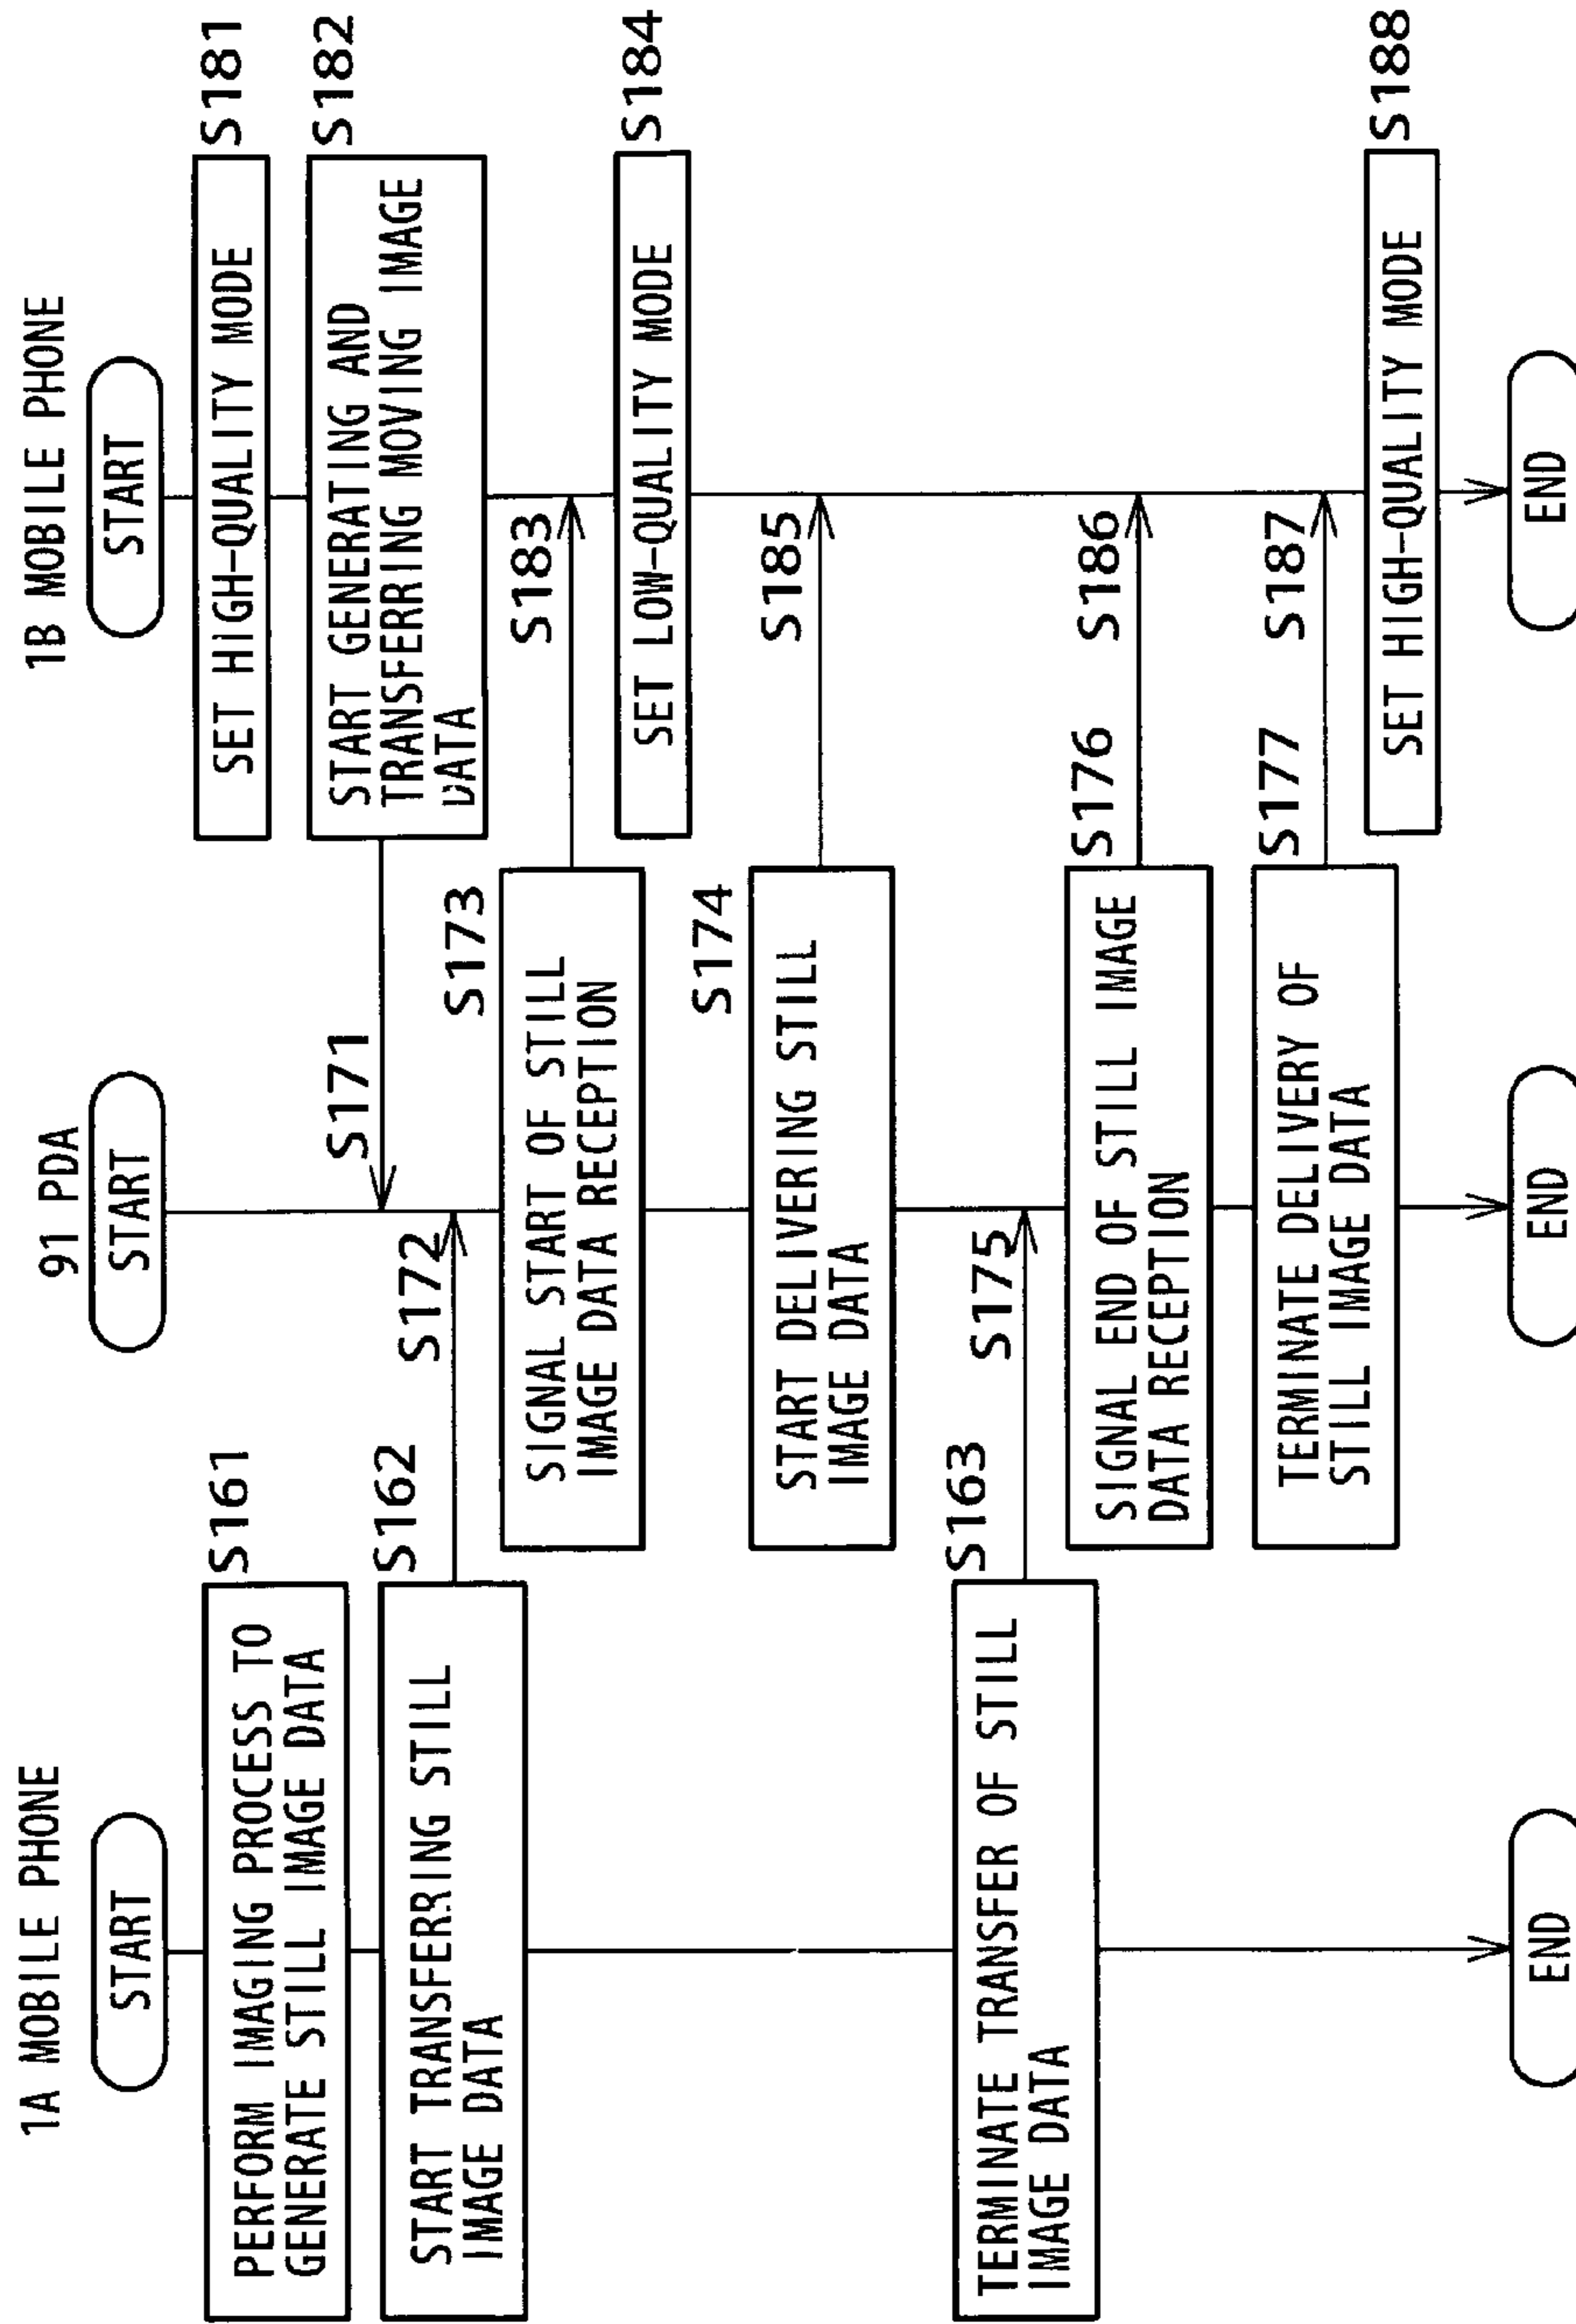 1A MOBILE PHONE
START
PERFORM IMAGING PROCESS TO
GENERATE STILL IMAGE DATA
S161
START TRANSFERRING STILL
IMAGE DATA
S162
TERMINATE TRANSFER OF STILL
IMAGE DATA
S163
END
91 PDA
START
S171
S172
SIGNAL START OF STILL
IMAGE DATA RECEPTION
S173
START DELIVERING STILL
IMAGE DATA
S174
S175
SIGNAL END OF STILL IMAGE
DATA RECEPTION
S176
TERMINATE DELIVERY OF
STILL IMAGE DATA
S177
END
1B MOBILE PHONE
START
SET HIGH-QUALITY MODE
S181
START GENERATING AND
TRANSFERRING MOVING IMAGE
DATA
S182
S183
SET LOW-QUALITY MODE
S184
S185
S186
S187
SET HIGH-QUALITY MODE
S188
END